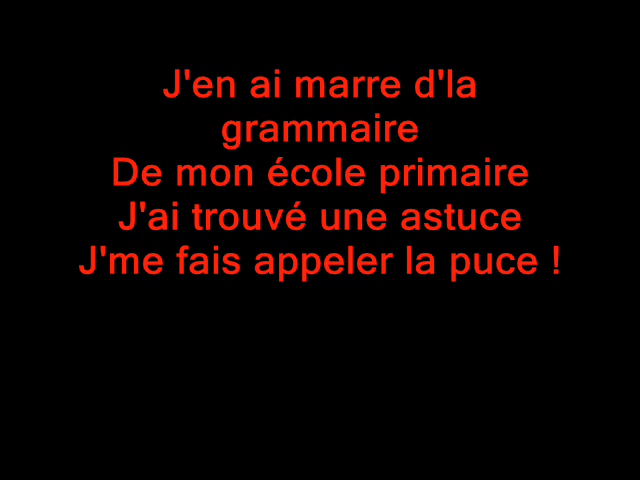 J'en ai marre d'la
grammaire
De mon école primaire
J'ai trouvé une astuce
J'me fais appeler la puce !